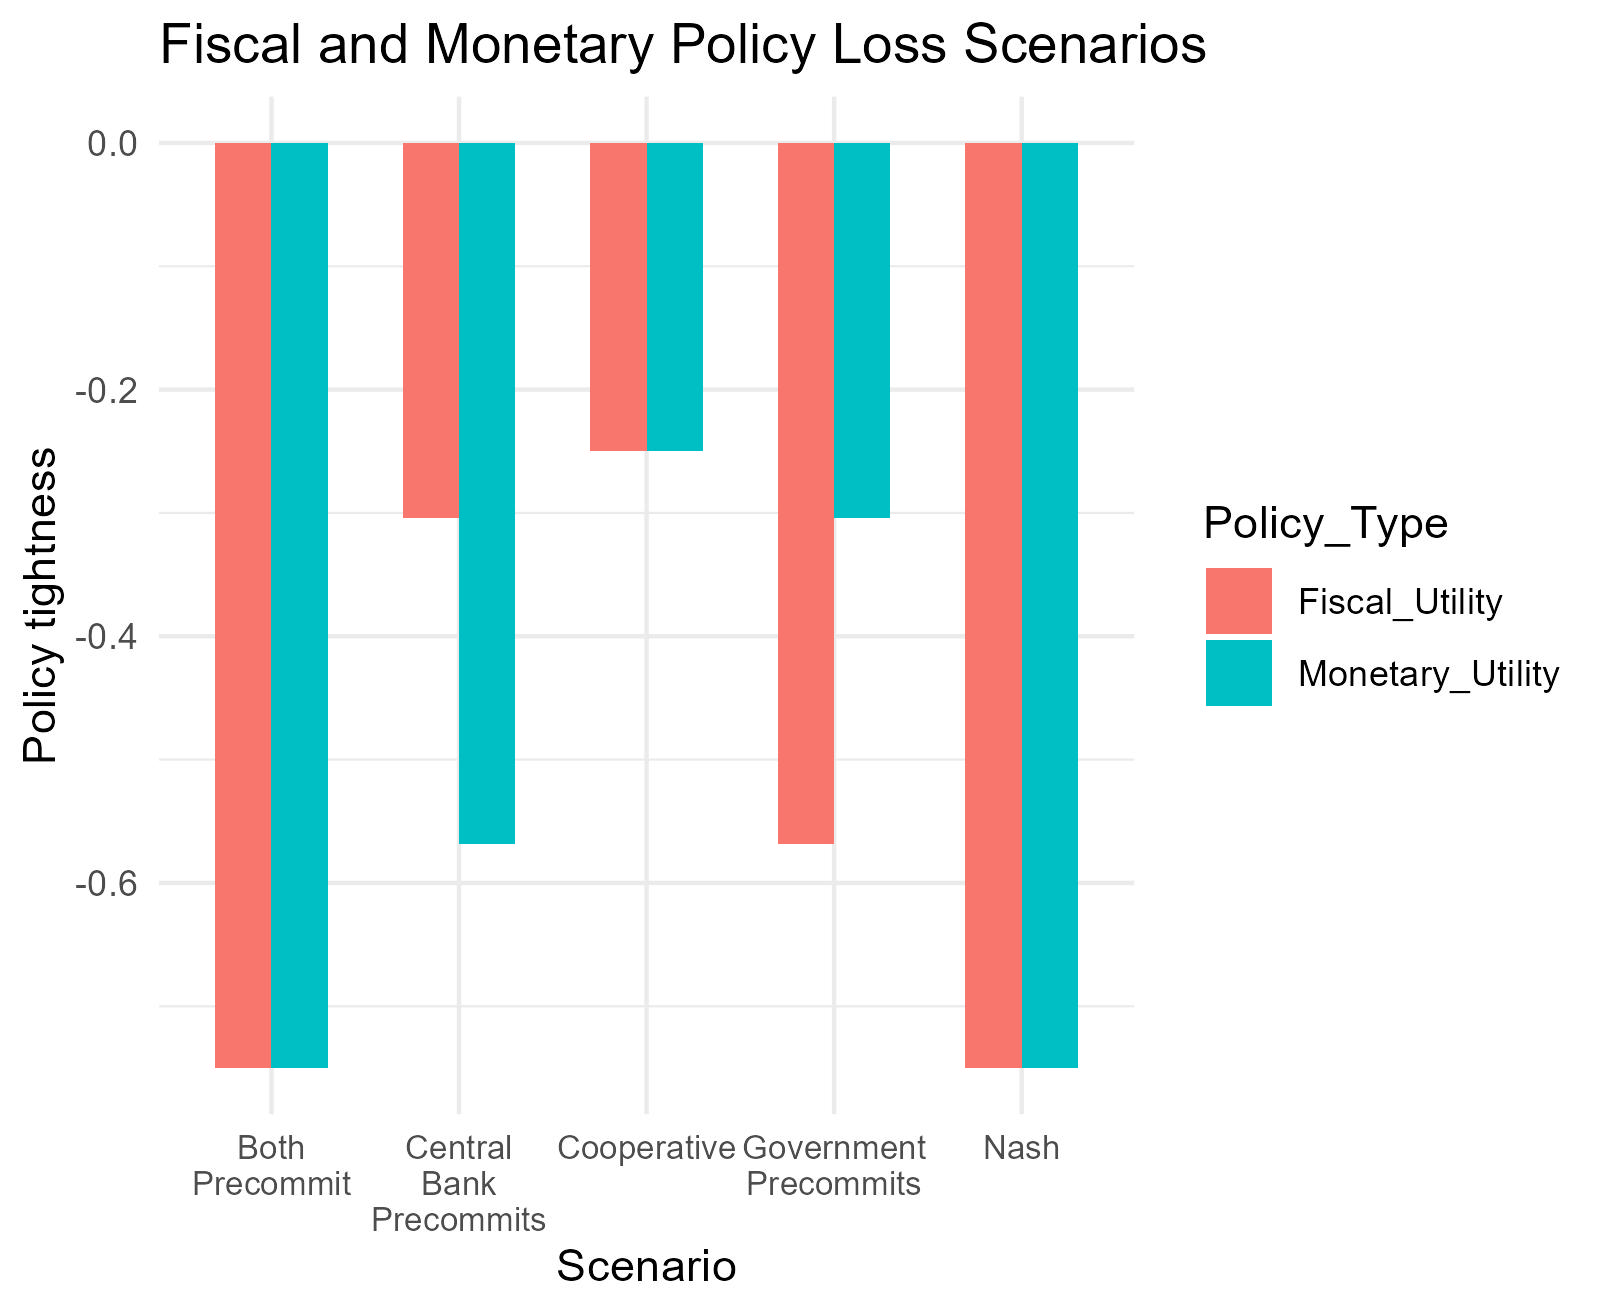 Fiscal and Monetary Policy Loss Scenarios
0.0
-0.2
-0.4
-0.6
Policy tightness
Both
Precommit
Central
Bank
Precommits
Cooperative
Government
Precommits
Nash
Scenario
Policy_Type
Fiscal_Utility
Monetary_Utility